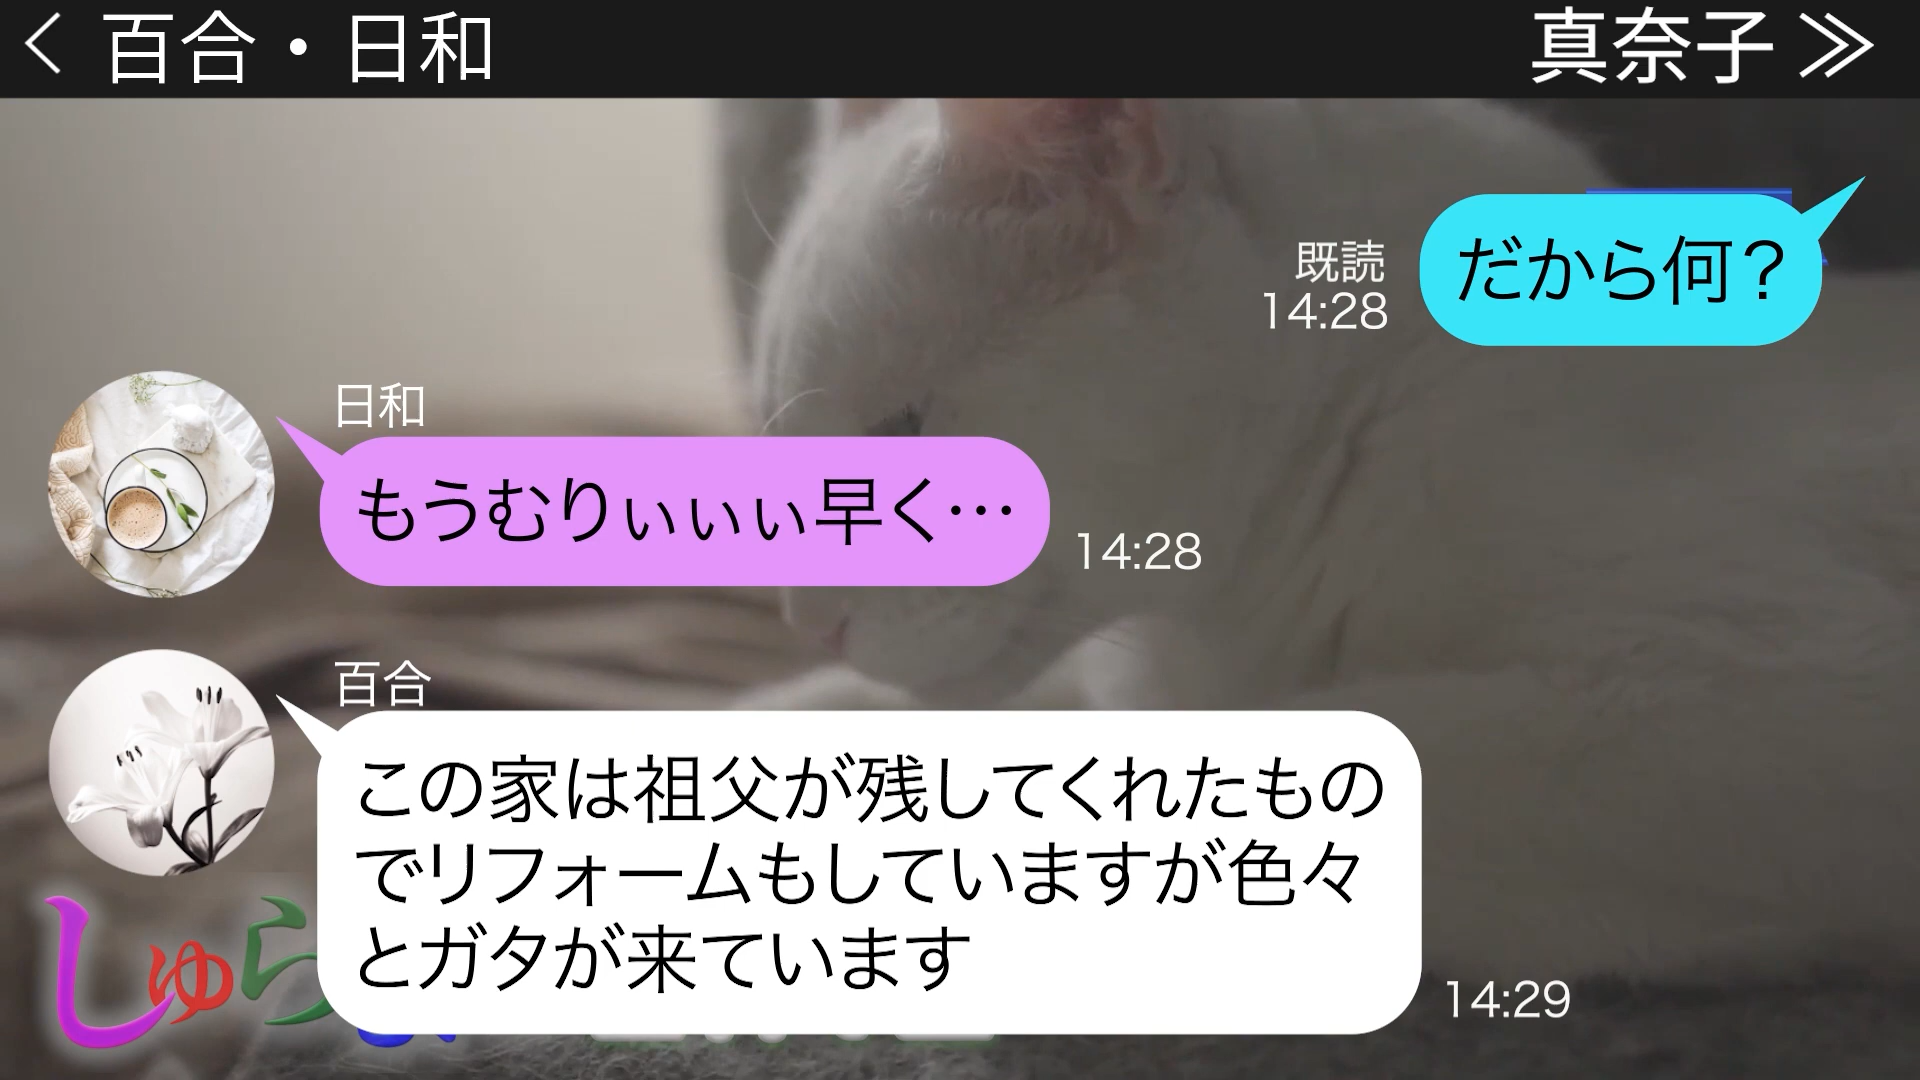 百合・日和
真奈子
だから何？
既読
14:28
日和
もうむりぃぃぃ早く…
14:28
百合
この家は祖父が残してくれたもの
でリフォームもしていますが色々
とガタが来ています
14:29
しゅら